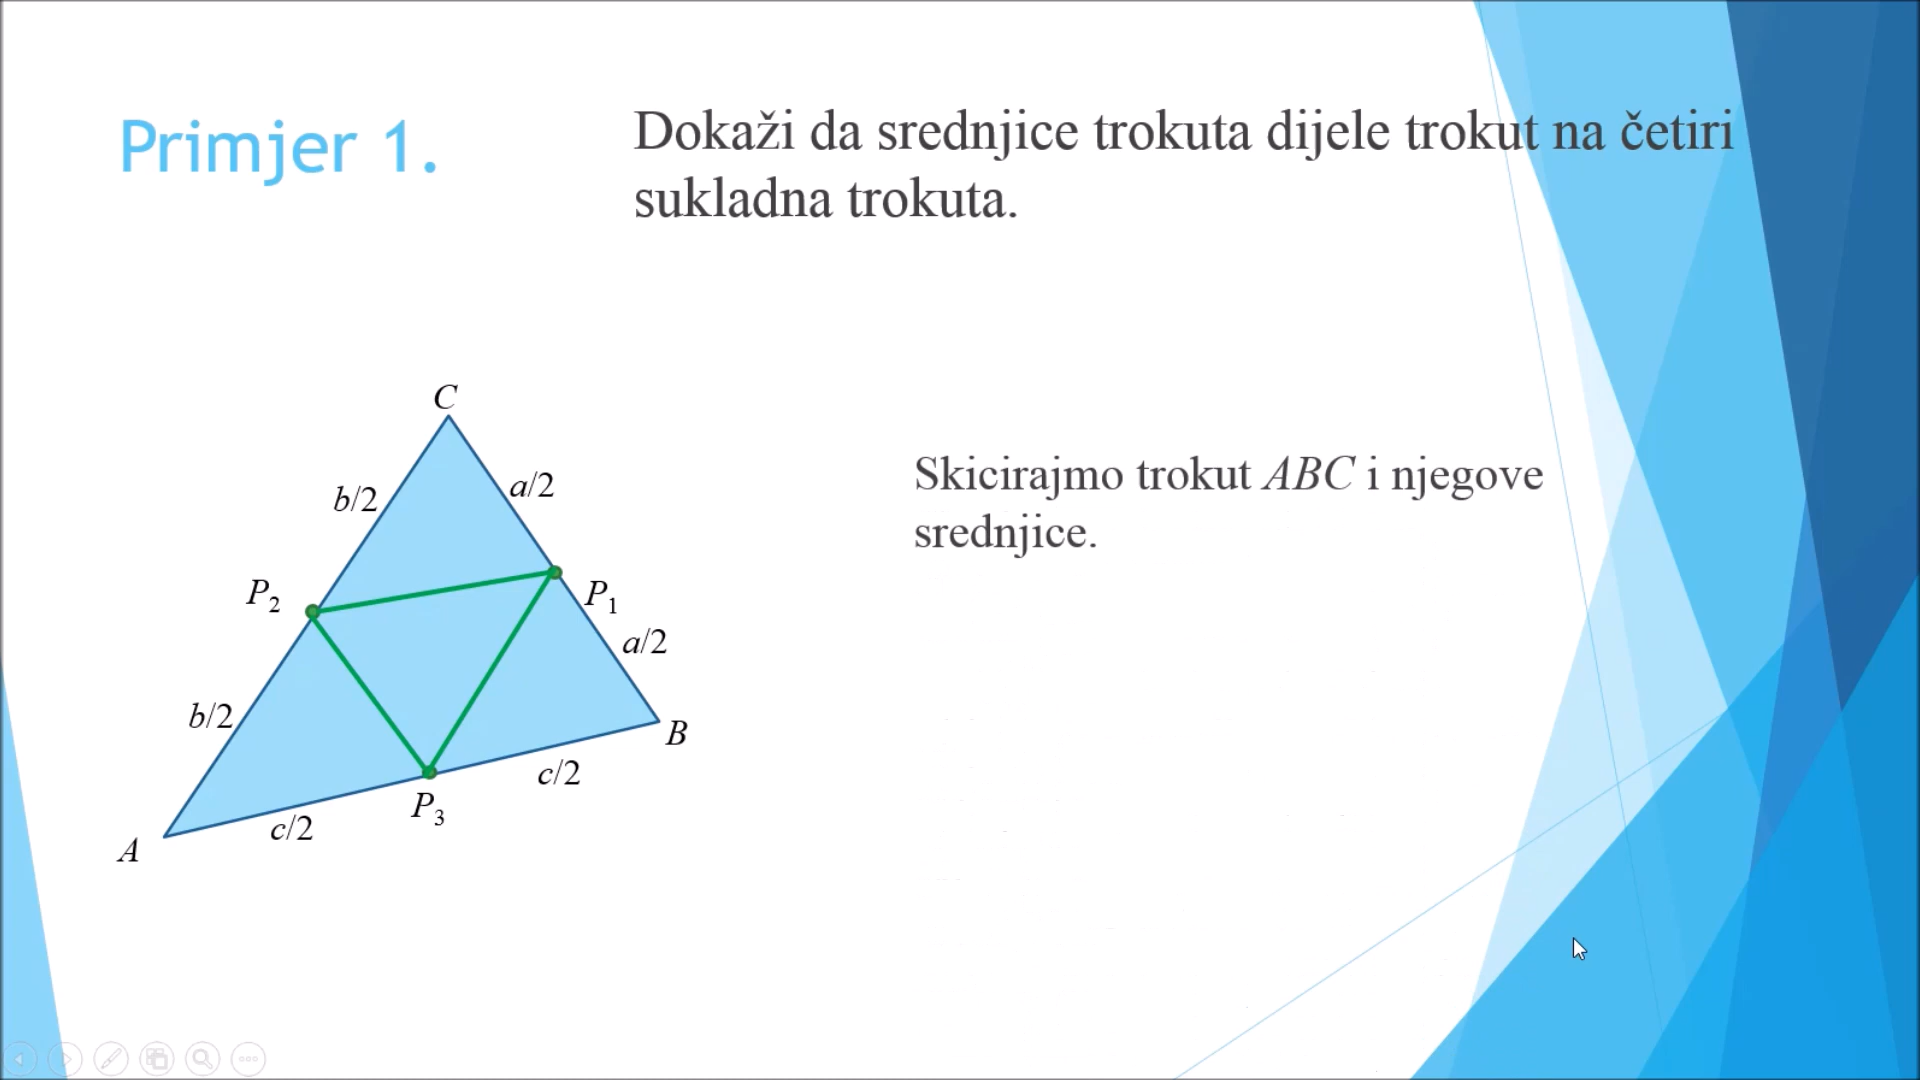 Primjer 1.
Dokaži da srednjice trokuta dijele trokut na četiri
sukladna trokuta.
C
b/2
a/2
Skicirajmo trokut ABC i njegove
srednjice.
P2
P1
a/2
b/2
B
c/2
P3
c/2
A